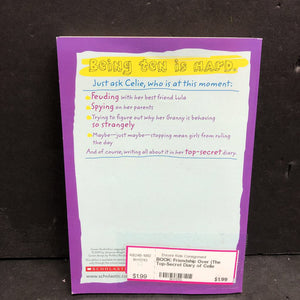 Being ten is HARD.
Just ask Celie, who is at this moment:
Feuding with her best friend Lula
Spying on her parents
Trying to figure out why her Granny is behaving
so strangely
Maybe—just maybe—stopping mean girls from ruling
the day
And of course, writing all about it in her top-secret diary.
SCHOLASTIC
www.scholastic
BOOK: Friendship Over (The
Top-Secret Diary of Celie
$1.99
$1.99